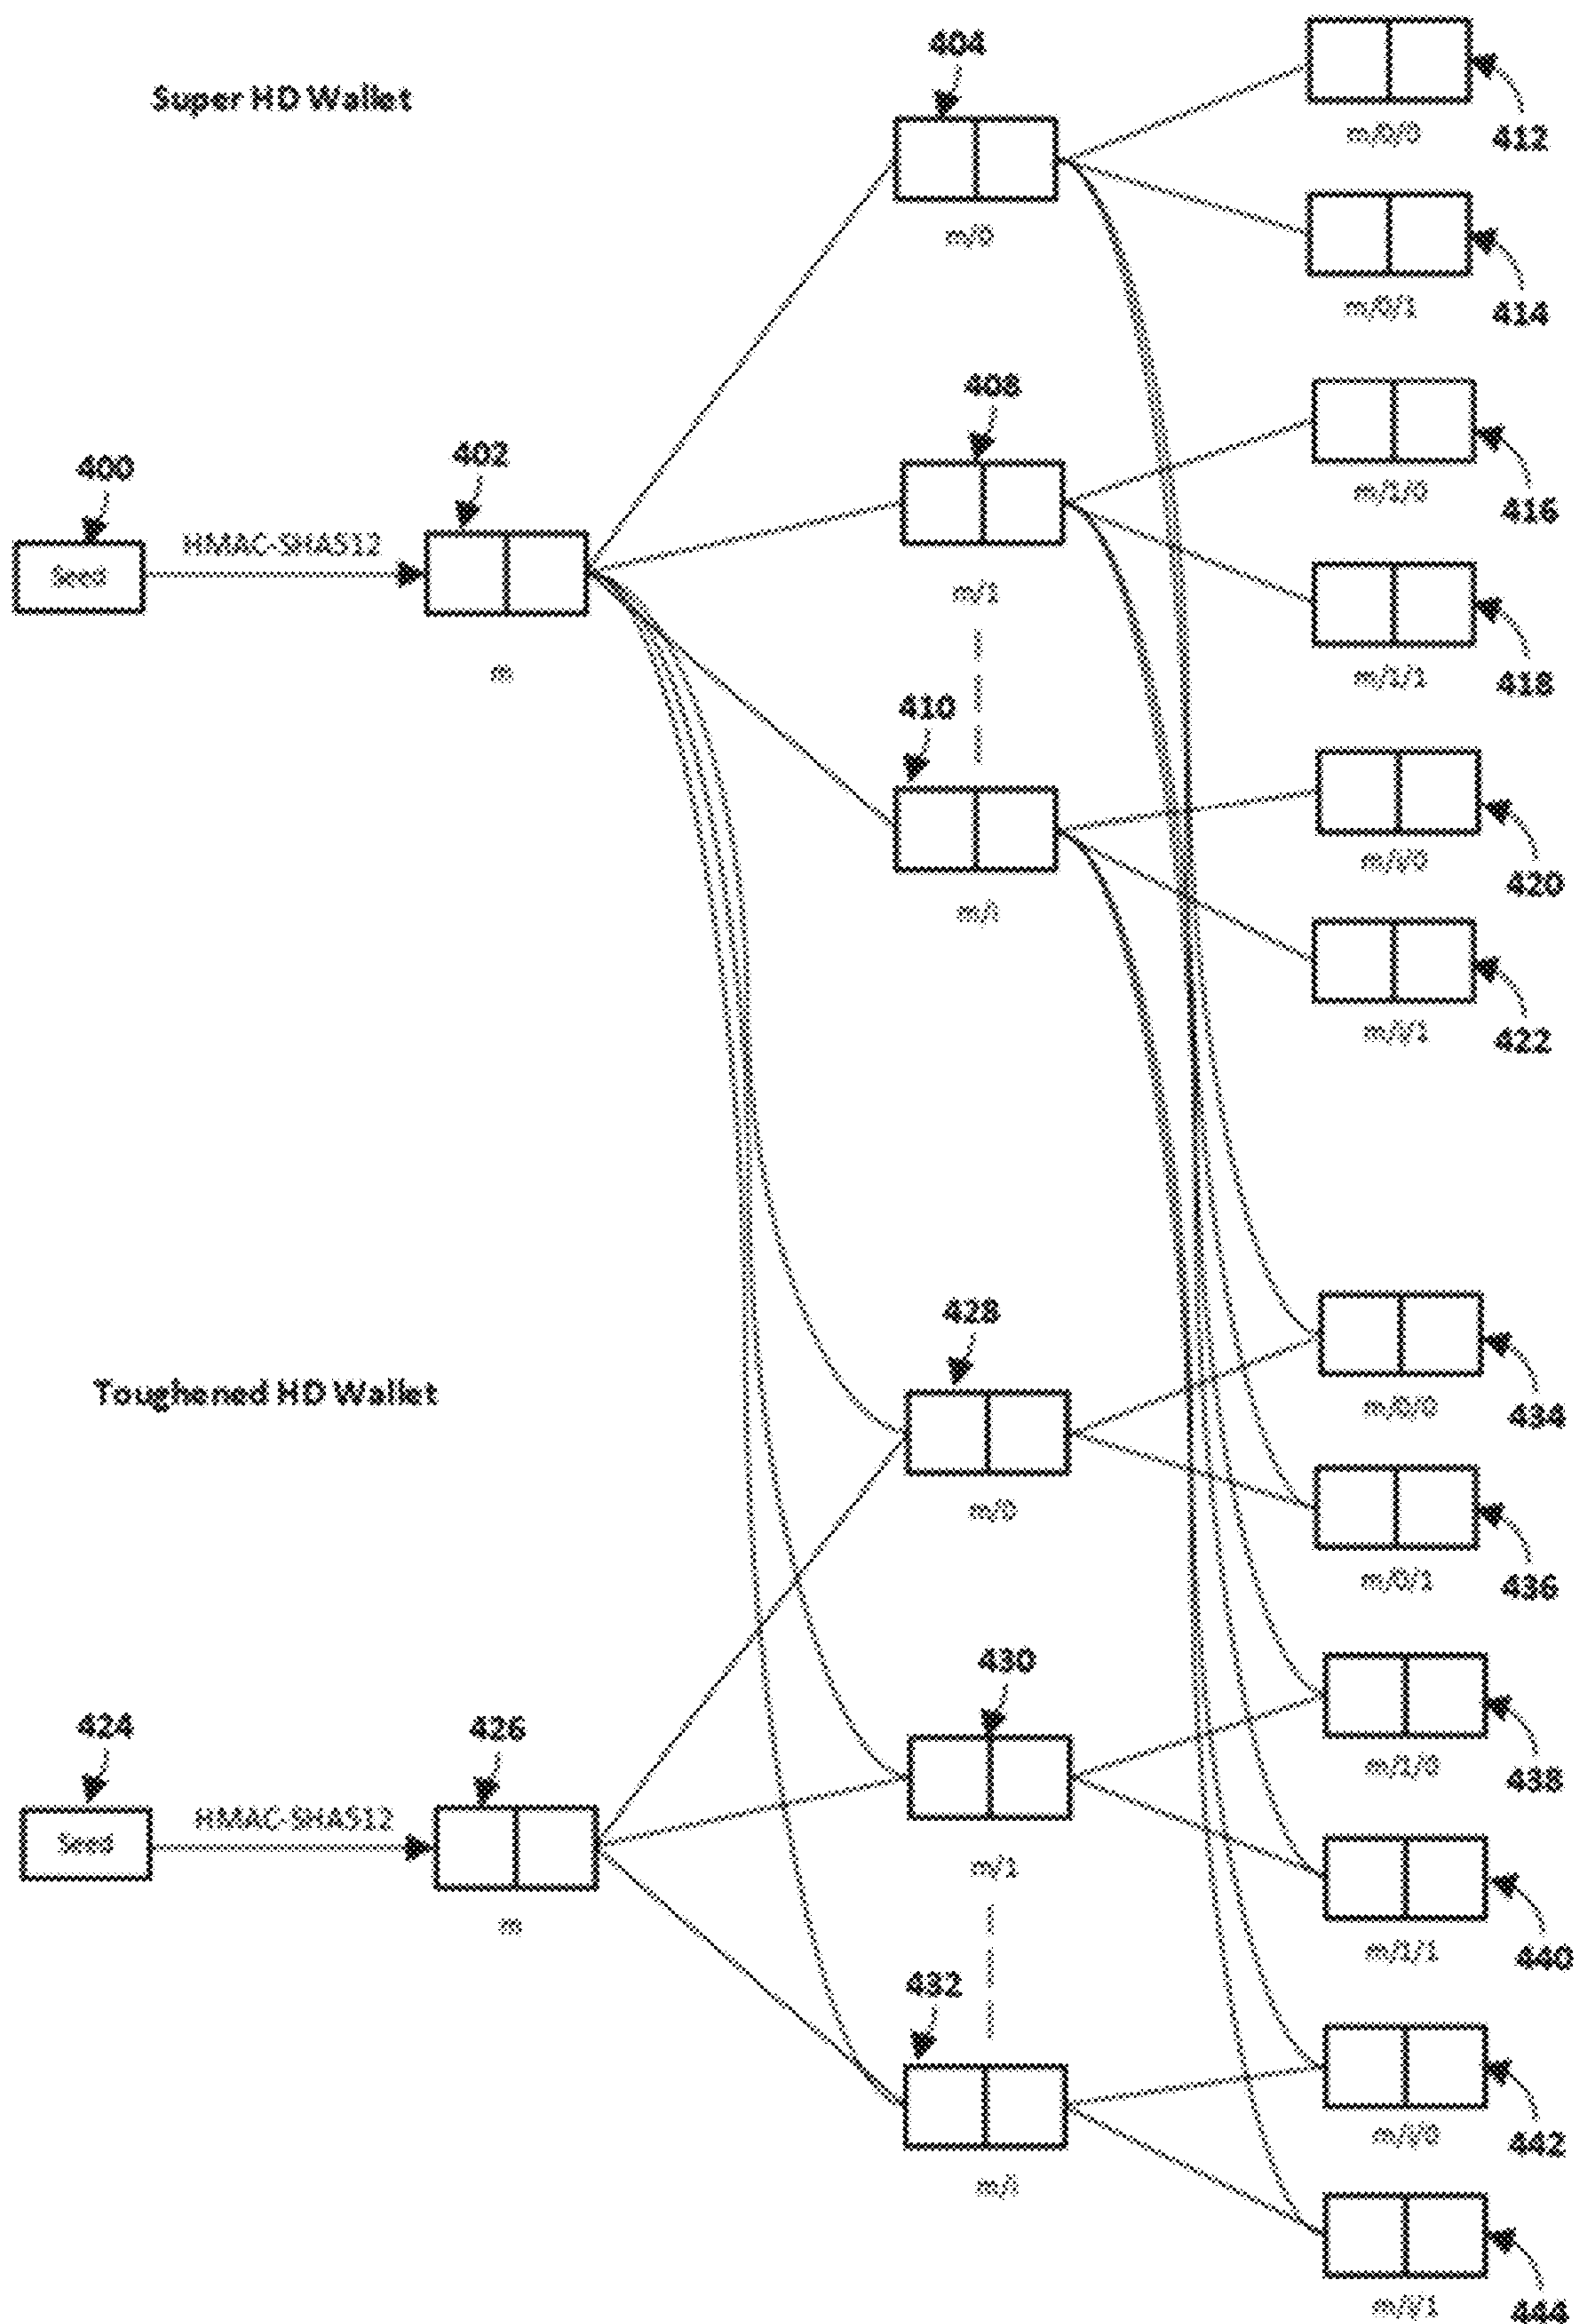 404
Super HD Wallet
m/0/0
412
m/0
m/0/1
414
408
400
402
HMAC-SHA512
Seed
m/1/0
416
m/1
m
m/1/1
418
410
m/i/0
420
m/i
m/i/1
422
428
Toughened HD Wallet
m/0/0
434
m/0
m/0/1
436
430
424
426
HMAC-SHA512
Seed
m/1/0
438
m/1
m
m/1/1
440
432
m/i/0
442
m/i
m/i/1
444